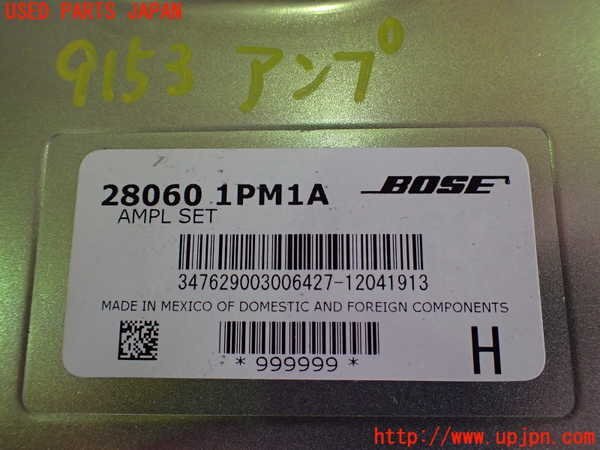 USED PARTS JAPAN
9153 アンプ
28060 1PM1A BOSE
AMPL SET
347629003006427-12041913
MADE IN MEXICO OF DOMESTIC AND FOREIGN COMPONENTS
* 999999 *
H
http://www.upjpn.com/